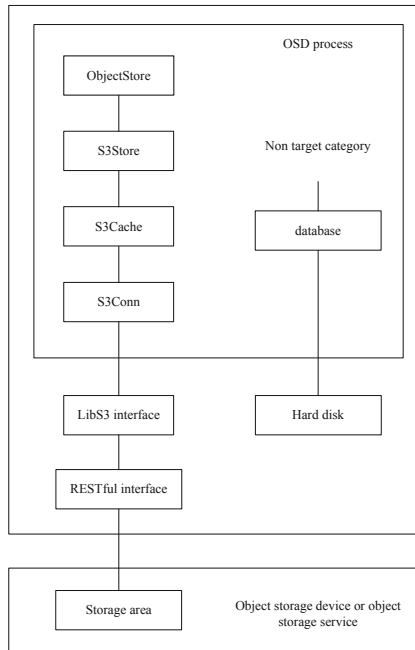 OSD process
ObjectStore
S3Store
Non target category
S3Cache
database
S3Conn
LibS3 interface
Hard disk
RESTful interface
Storage area
Object storage device or object
storage service